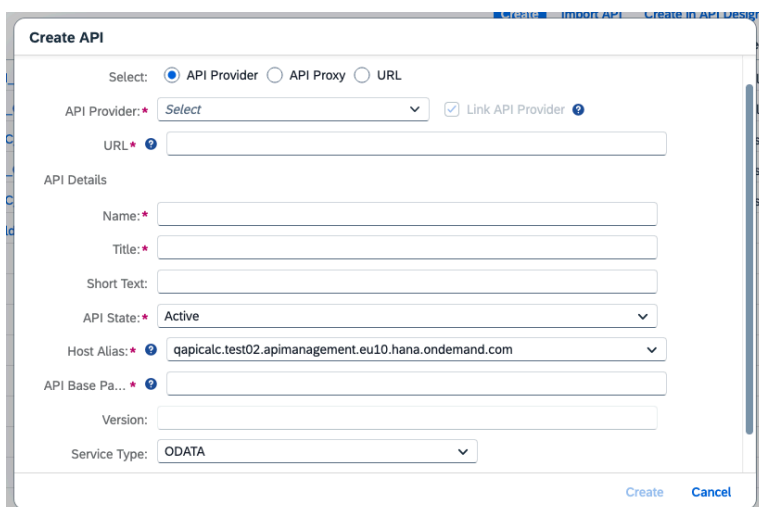 Create Import API Create in API Desig
Create API
Select: API Provider API Proxy URL
API Provider:* Select Link API Provider ?
URL* ?
API Details
Name:*
Title:*
Short Text:
API State:* Active
Host Alias:* ? qapicalc.test02.apimanagement.eu10.hana.ondemand.com
API Base Pa... * ?
Version:
Service Type: ODATA
Create Cancel